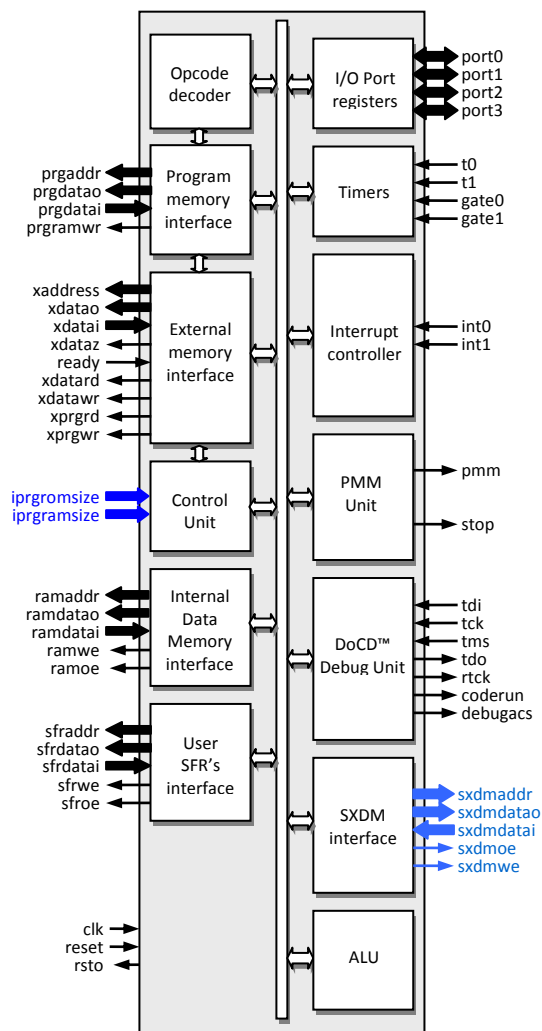 Opcode
decoder
I/O Port
registers
port0
port1
port2
port3
prgaddr
prgdatao
prgdatai
prgramwr
Program
memory
interface
Timers
t0
t1
gate0
gate1
xaddress
xdatao
xdatai
xdataz
ready
xdatard
xdatawr
xprgrd
xprgwr
External
memory
interface
Interrupt
controller
int0
int1
iprgromsize
iprgramsize
Control
Unit
PMM
Unit
pmm
stop
ramaddr
ramdatao
ramdatai
ramwe
ramoe
Internal
Data
Memory
interface
DoCD™
Debug Unit
tdi
tck
tms
tdo
rtck
coderun
debugacs
sfraddr
sfrdatao
sfrdatai
sfrwe
sfroe
User
SFR's
interface
SXDM
interface
sxdmaddr
sxdmdatao
sxdmdatai
sxdmoe
sxdmwe
clk
reset
rsto
ALU